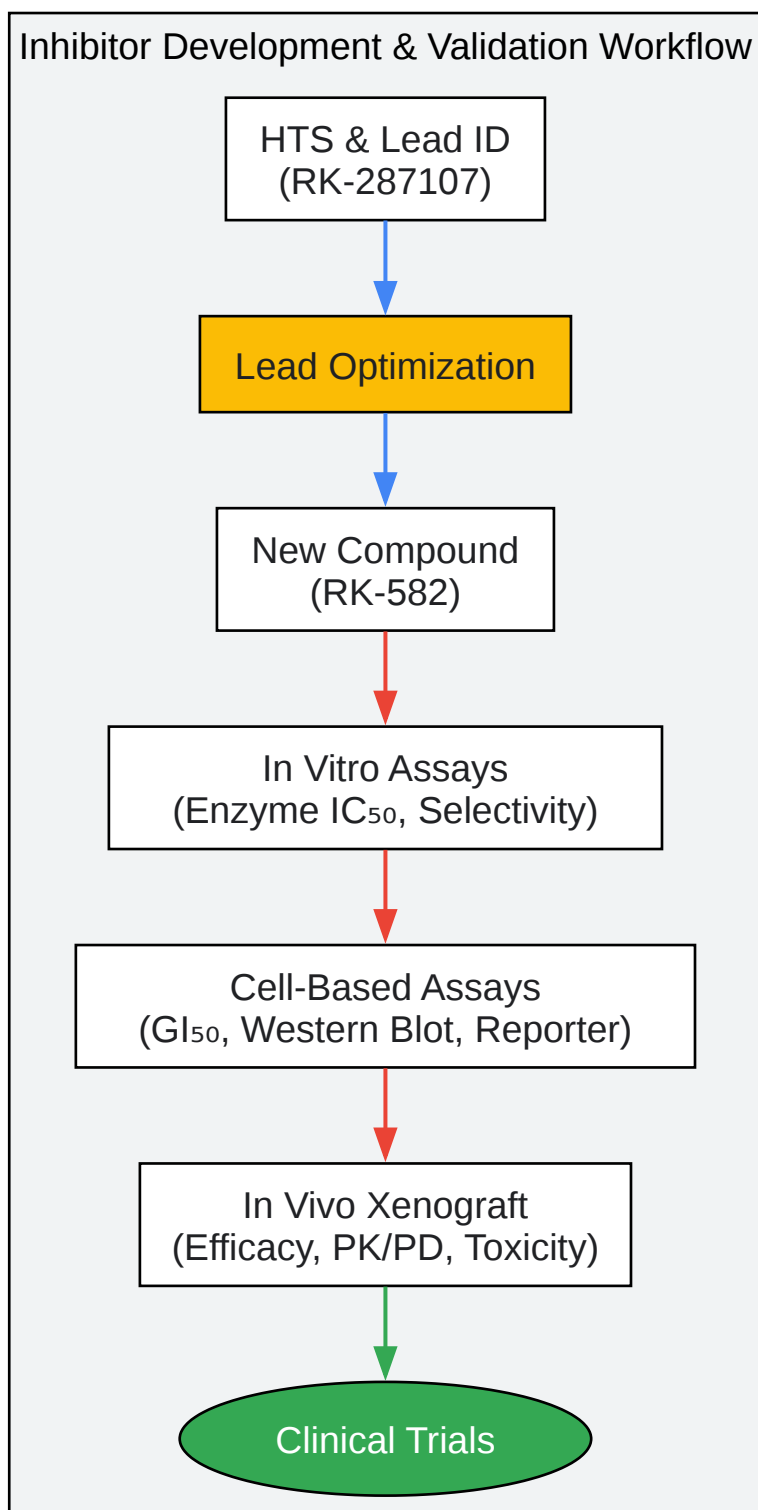 Inhibitor Development & Validation Workflow
HTS & Lead ID
(RK-287107)
Lead Optimization
New Compound
(RK-582)
In Vitro Assays
(Enzyme IC₅₀, Selectivity)
Cell-Based Assays
(GI₅₀, Western Blot, Reporter)
In Vivo Xenograft
(Efficacy, PK/PD, Toxicity)
Clinical Trials